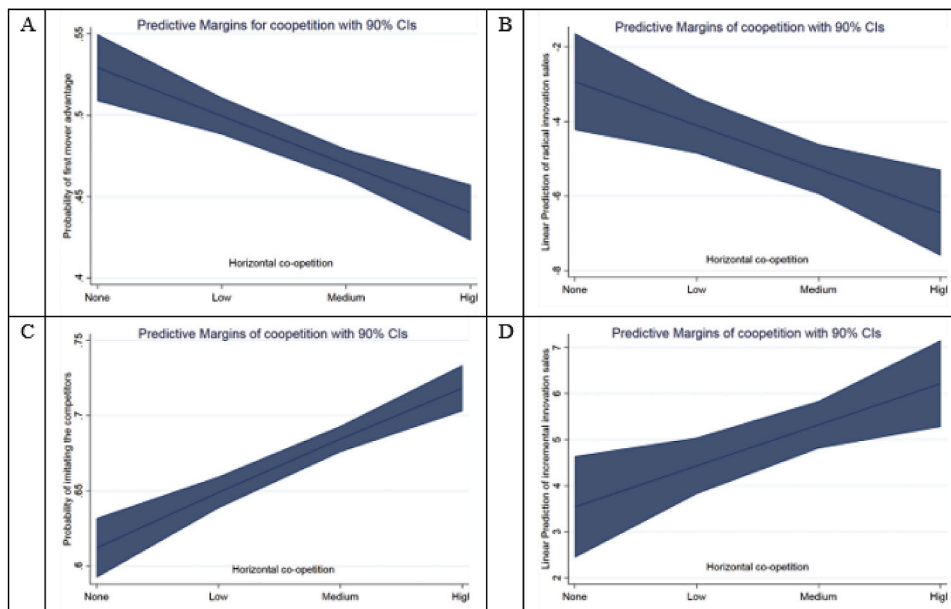 A
Predictive Margins for coopetition with 90% CIs
Probability of first mover advantage
.55
.5
.45
.4
Horizontal co-opetition
None Low Medium Higl
B
Predictive Margins of coopetition with 90% CIs
Linear Prediction of radical innovation sales
-2
-4
-6
-8
Horizontal co-opetition
None Low Medium Higl
C
Predictive Margins of coopetition with 90% CIs
Probability of imitating the competitors
.75
.7
.65
.6
Horizontal co-opetition
None Low Medium Higl
D
Predictive Margins of coopetition with 90% CIs
Linear Prediction of incremental innovation sales
7
6
5
4
3
2
Horizontal co-opetition
None Low Medium Higl